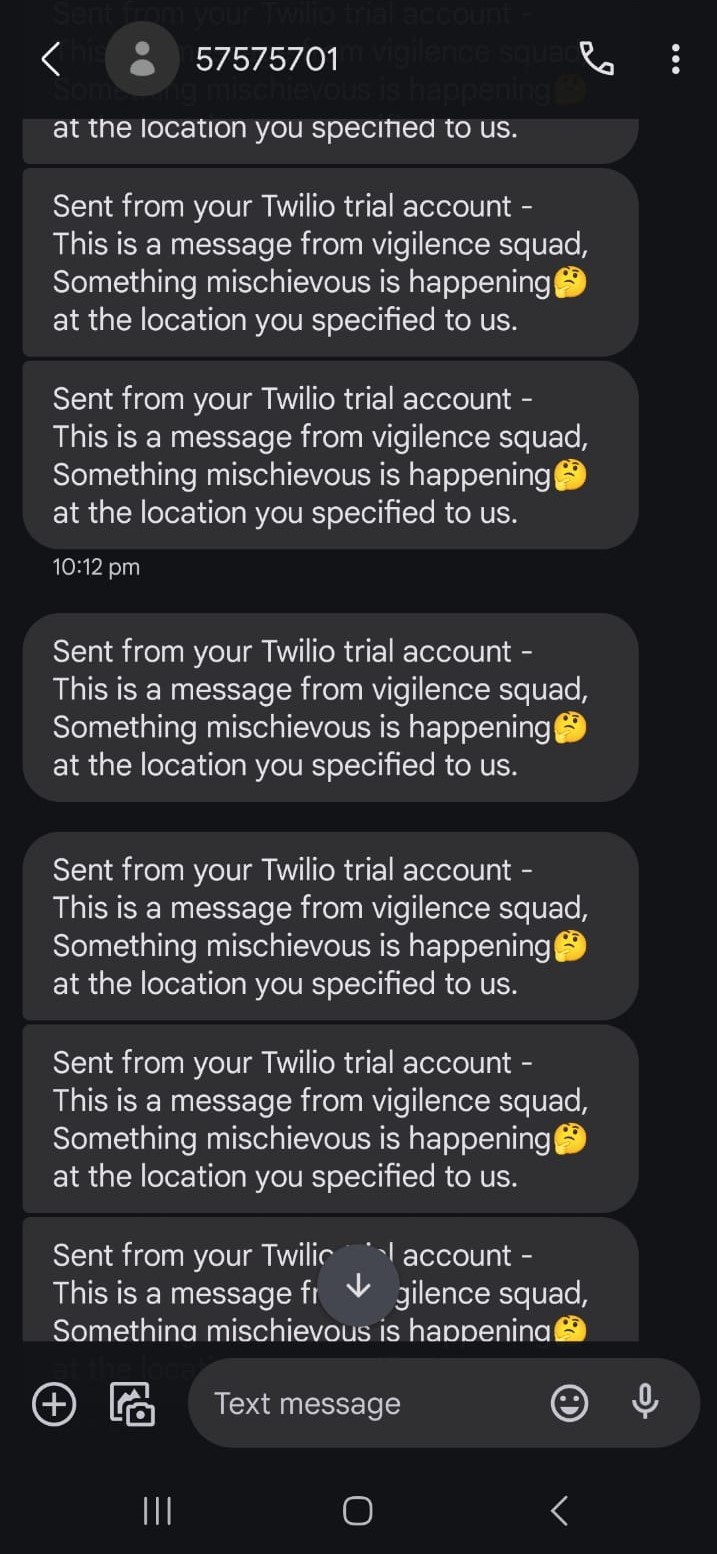 57575701
at the location you specified to us.
Sent from your Twilio trial account -
This is a message from vigilence squad,
Something mischievous is happening🤔
at the location you specified to us.
Sent from your Twilio trial account -
This is a message from vigilence squad,
Something mischievous is happening🤔
at the location you specified to us.
10:12 pm
Sent from your Twilio trial account -
This is a message from vigilence squad,
Something mischievous is happening🤔
at the location you specified to us.
Sent from your Twilio trial account -
This is a message from vigilence squad,
Something mischievous is happening🤔
at the location you specified to us.
Sent from your Twilio trial account -
This is a message from vigilence squad,
Something mischievous is happening🤔
at the location you specified to us.
Sent from your Twilio account -
This is a message squad,
Something mischievous is happening🤔
Text message